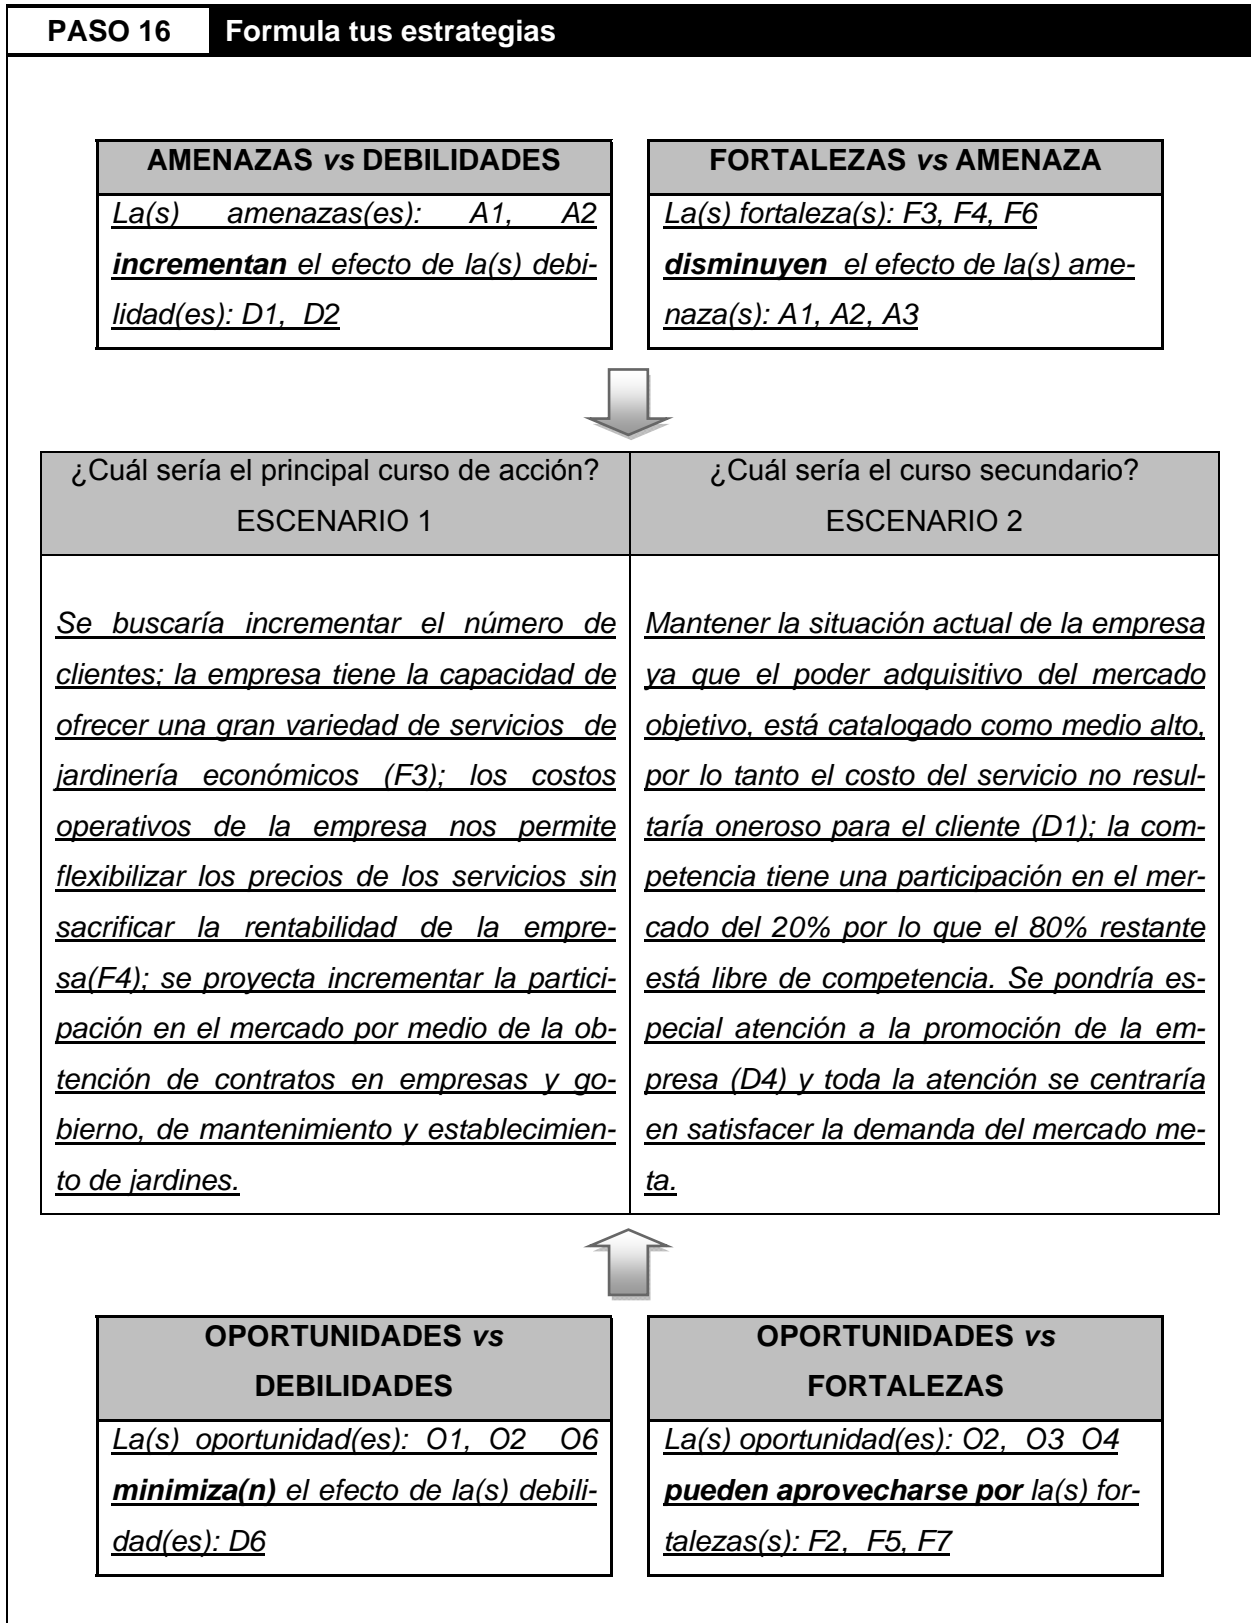 PASO 16 Formula tus estrategias
AMENAZAS vs DEBILIDADES
La(s) amenazas(es): A1, A2
incrementan el efecto de la(s) debi-
lidad(es): D1, D2
FORTALEZAS vs AMENAZA
La(s) fortaleza(s): F3, F4, F6
disminuyen el efecto de la(s) ame-
naza(s): A1, A2, A3
¿Cuál sería el principal curso de acción?
ESCENARIO 1
¿Cuál sería el curso secundario?
ESCENARIO 2
Se buscaría incrementar el número de
clientes; la empresa tiene la capacidad de
ofrecer una gran variedad de servicios de
jardinería económicos (F3); los costos
operativos de la empresa nos permite
flexibilizar los precios de los servicios sin
sacrificar la rentabilidad de la empre-
sa(F4); se proyecta incrementar la partici-
pación en el mercado por medio de la ob-
tención de contratos en empresas y go-
bierno, de mantenimiento y establecimien-
to de jardines.
Mantener la situación actual de la empresa
ya que el poder adquisitivo del mercado
objetivo, está catalogado como medio alto,
por lo tanto el costo del servicio no resul-
taría oneroso para el cliente (D1); la com-
petencia tiene una participación en el mer-
cado del 20% por lo que el 80% restante
está libre de competencia. Se pondría es-
pecial atención a la promoción de la em-
presa (D4) y toda la atención se centraría
en satisfacer la demanda del mercado me-
ta.
OPORTUNIDADES vs
DEBILIDADES
La(s) oportunidad(es): O1, O2 O6
minimiza(n) el efecto de la(s) debili-
dad(es): D6
OPORTUNIDADES vs
FORTALEZAS
La(s) oportunidad(es): O2, O3 O4
pueden aprovecharse por la(s) for-
talezas(s): F2, F5, F7